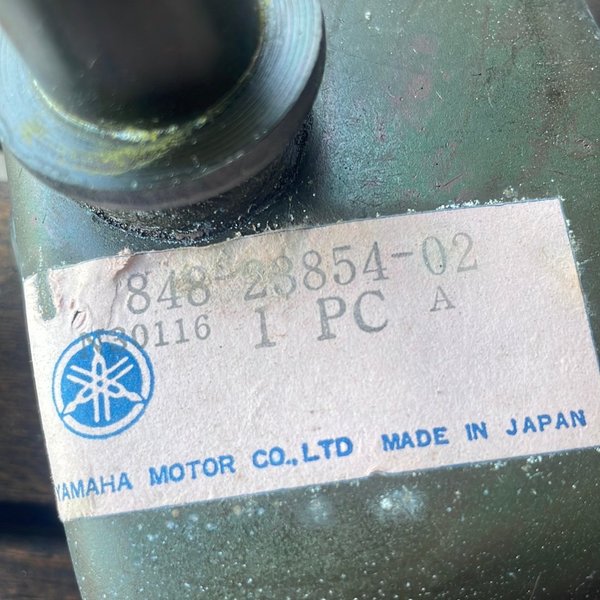 848-23854-02
1 PC A
YAMAHA MOTOR CO., LTD MADE IN JAPAN